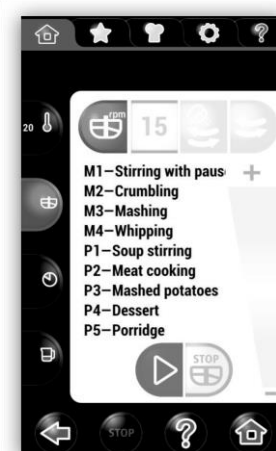 rpm
15
20
M1–Stirring with paus
M2–Crumbling
M3–Mashing
M4–Whipping
P1–Soup stirring
P2–Meat cooking
P3–Mashed potatoes
P4–Dessert
P5–Porridge
STOP
STOP